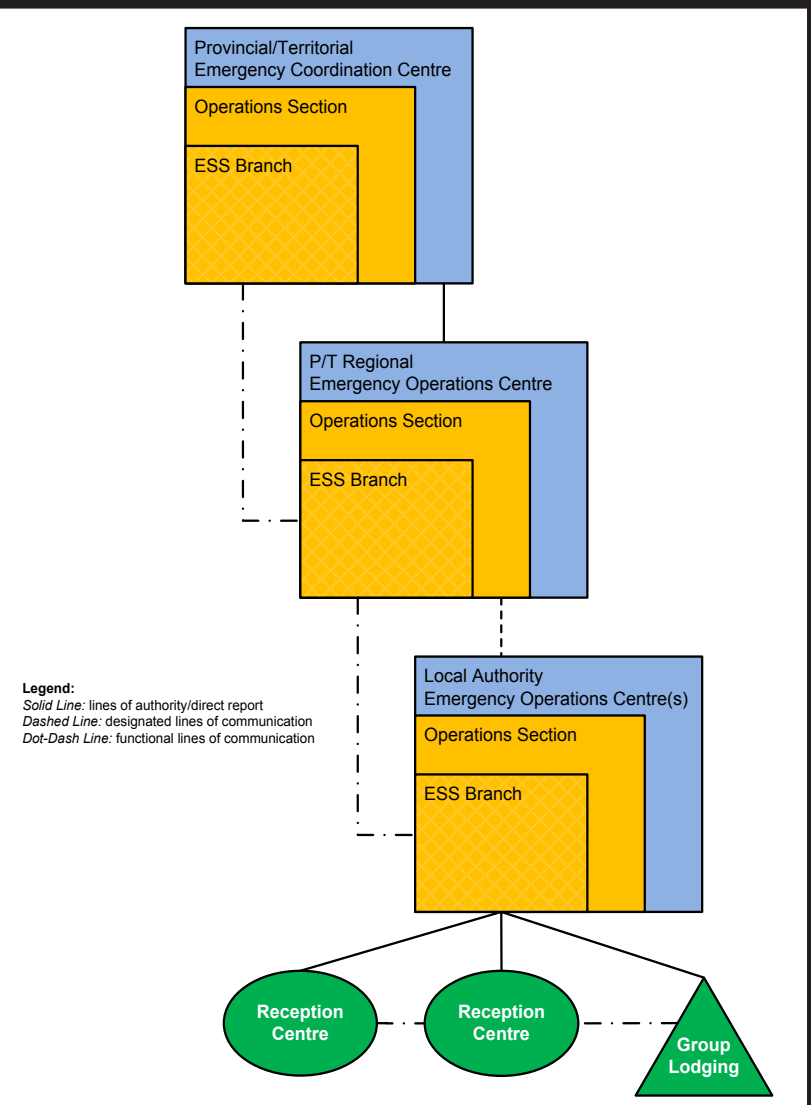 Provincial/Territorial
Emergency Coordination Centre
Operations Section
ESS Branch
P/T Regional
Emergency Operations Centre
Operations Section
ESS Branch
Local Authority
Emergency Operations Centre(s)
Operations Section
ESS Branch
Legend:
Solid Line: lines of authority/direct report
Dashed Line: designated lines of communication
Dot-Dash Line: functional lines of communication
Reception
Centre
Reception
Centre
Group
Lodging